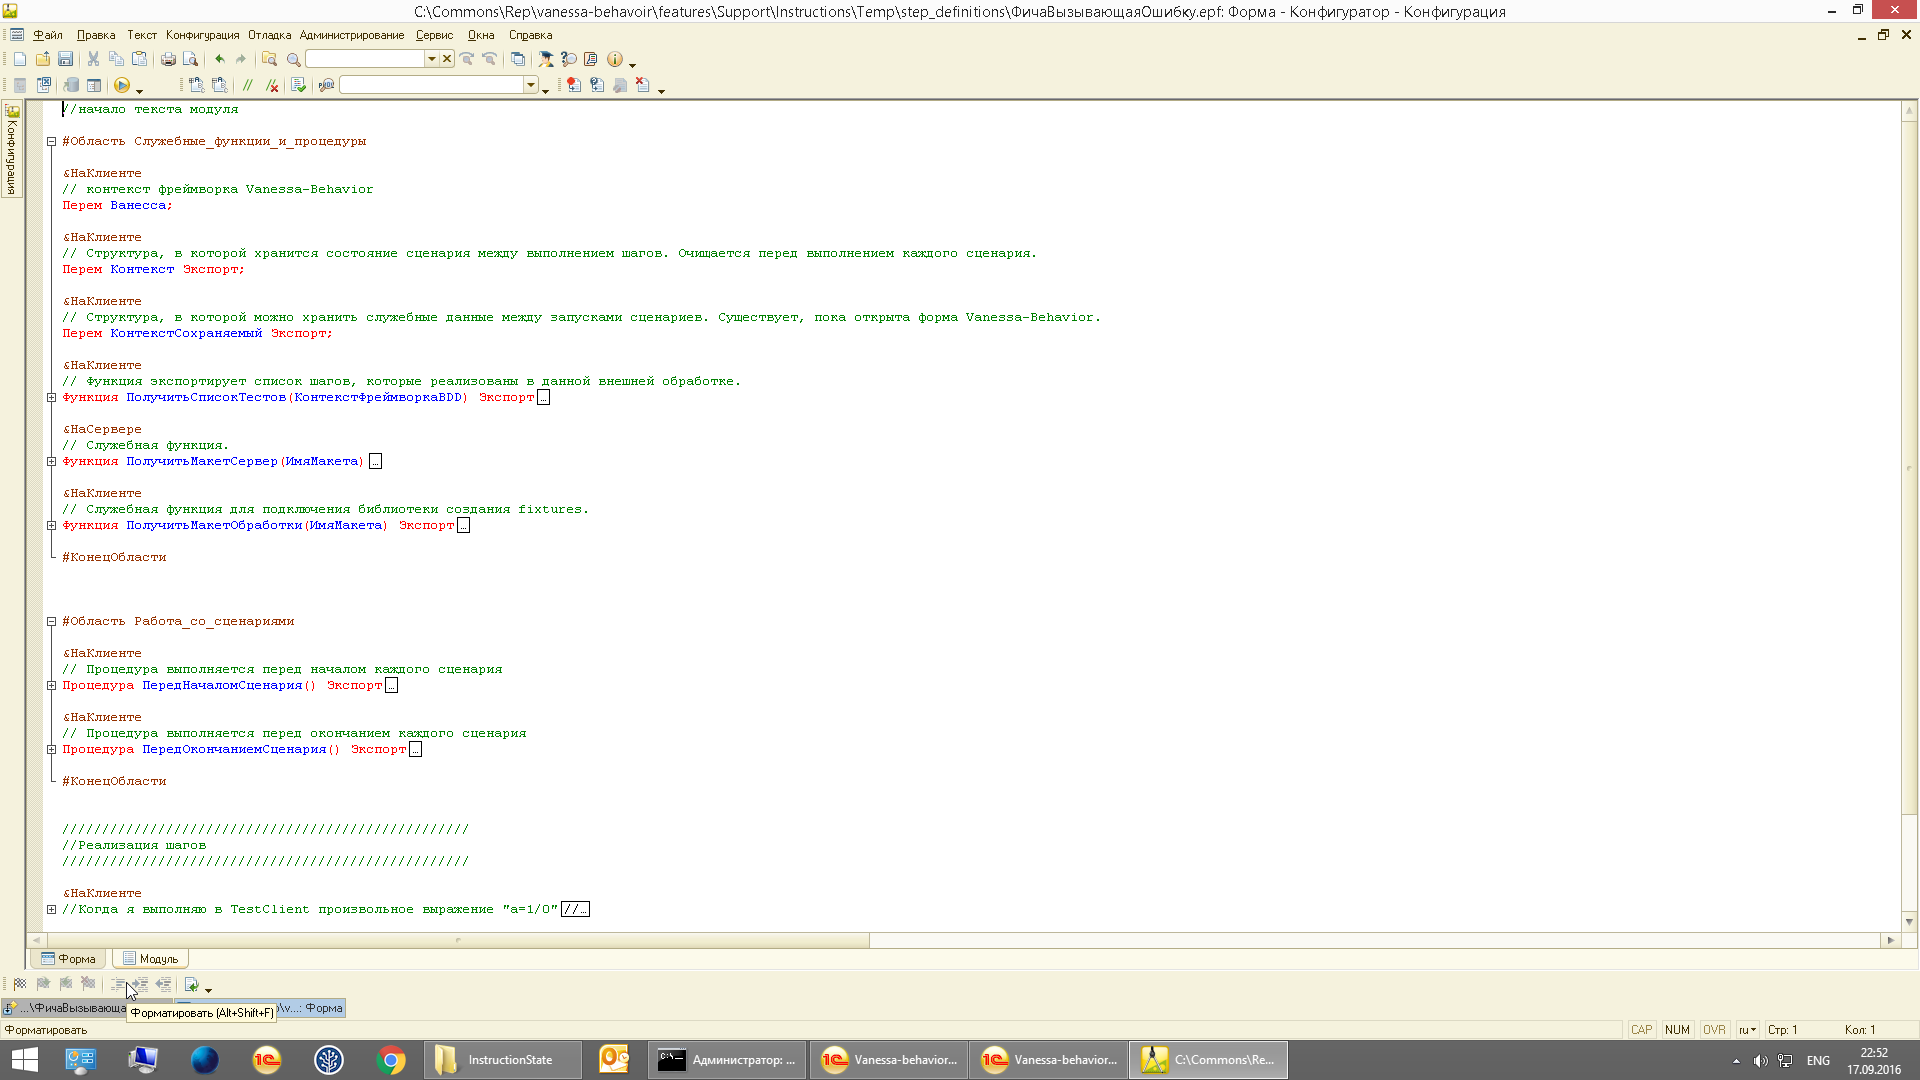 C:\Commons\Rep\vanessa-behavoir\features\Support\Instructions\Temp\step_definitions\ФичаВызывающаяОшибку.epf: Форма - Конфигуратор - Конфигурация
Файл Правка Текст Конфигурация Отладка Администрирование Сервис Окна Справка
Конфигурация
//начало текста модуля
#Область Служебные_функции_и_процедуры
&НаКлиенте
// контекст фреймворка Vanessa-Behavior
Перем Ванесса;
&НаКлиенте
// Структура, в которой хранится состояние сценария между выполнением шагов. Очищается перед выполнением каждого сценария.
Перем Контекст Экспорт;
&НаКлиенте
// Структура, в которой можно хранить служебные данные между запусками сценариев. Существует, пока открыта форма Vanessa-Behavior.
Перем КонтекстСохраняемый Экспорт;
&НаКлиенте
// Функция экспортирует список шагов, которые реализованы в данной внешней обработке.
Функция ПолучитьСписокТестов(КонтекстФреймворкаBDD) Экспорт...
&НаСервере
// Служебная функция.
Функция ПолучитьМакетСервер(ИмяМакета) ...
&НаКлиенте
// Служебная функция для подключения библиотеки создания fixtures.
Функция ПолучитьМакетОбработки(ИмяМакета) Экспорт...
#КонецОбласти
#Область Работа_со_сценариями
&НаКлиенте
// Процедура выполняется перед началом каждого сценария
Процедура ПередНачаломСценария() Экспорт...
&НаКлиенте
// Процедура выполняется перед окончанием каждого сценария
Процедура ПередОкончаниемСценария() Экспорт...
#КонецОбласти
///////////////////////////////////////////////////
//Реализация шагов
///////////////////////////////////////////////////
&НаКлиенте
//Когда я выполняю в TestClient произвольное выражение "а=1/0"//...
Форма Модуль
...\ФичаВызывающа \v...: Форма
Форматировать (Alt+Shift+F)
Форматировать CAP NUM OVR ru Стр: 1 Кол: 1
InstructionState Администратор: ... Vanessa-behavior... Vanessa-behavior... C:\Commons\Re... ENG 22:52
17.09.2016